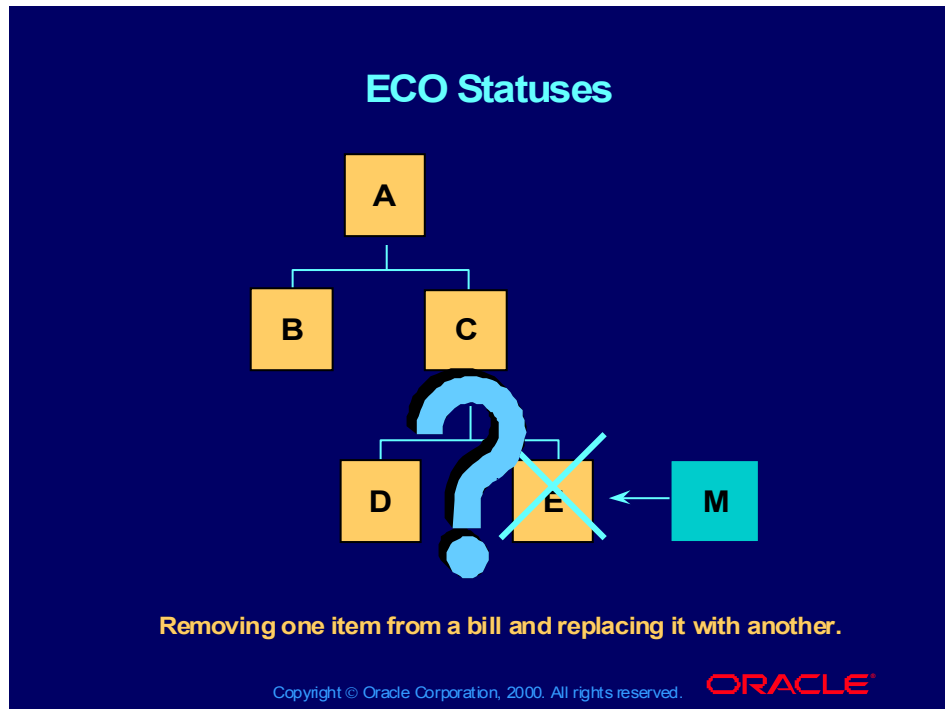 ECO Statuses
A
B
C
D
E
M
Removing one item from a bill and replacing it with another.
Copyright © Oracle Corporation, 2000. All rights reserved.
ORACLE®